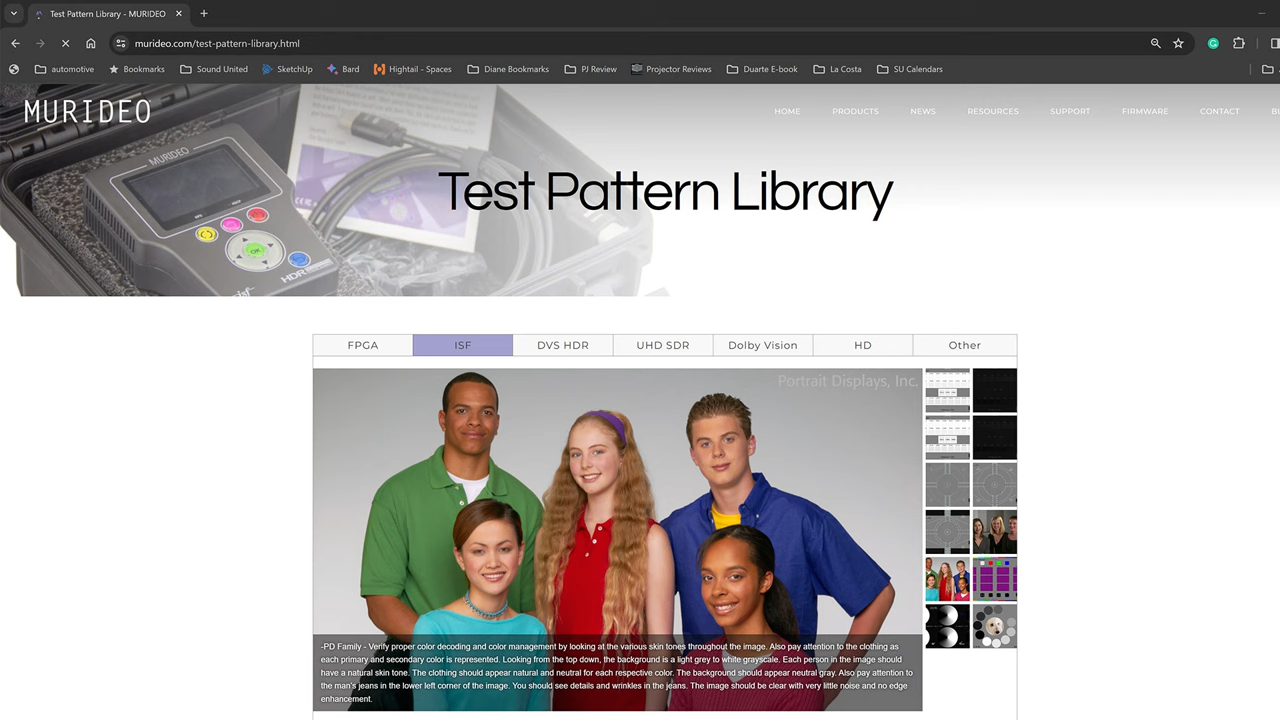 Test Pattern Library - MURIDEO
murideo.com/test-pattern-library.html
automotive Bookmarks Sound United SketchUp Bard Hightail - Spaces Diane Bookmarks PJ Review Projector Reviews Duarte E-book La Costa SU Calendars
MURIDEO
HOME PRODUCTS NEWS RESOURCES SUPPORT FIRMWARE CONTACT
MURIDEO
OK
HDR
isf
Test Pattern Library
FPGA ISF DVS HDR UHD SDR Dolby Vision HD Other
Portrait Displays, Inc.
-PD Family - Verify proper color decoding and color management by looking at the various skin tones throughout the image. Also pay attention to the clothing as
each primary and secondary color is represented. Looking from the top down, the background is a light grey to white grayscale. Each person in the image should
have a natural skin tone. The clothing should appear natural and neutral for each respective color. The background should appear neutral gray. Also pay attention
to the man's jeans in the lower left corner of the image. You should see details and wrinkles in the jeans. The image should be clear with very little noise and no edge
enhancement.